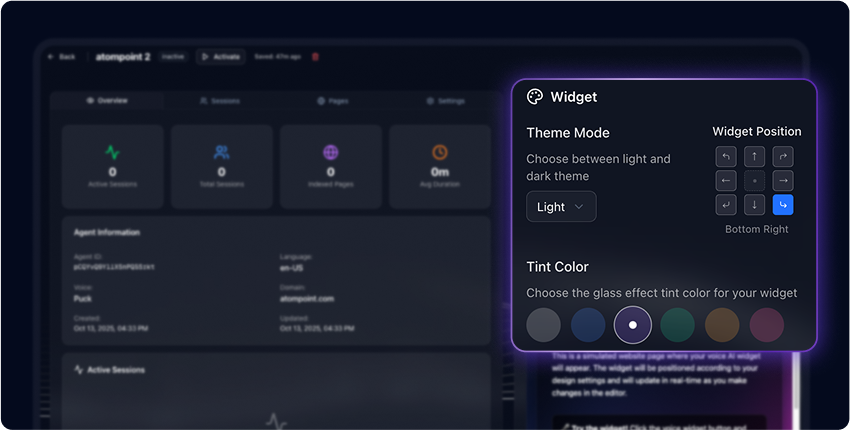 Back
atompoint 2
Inactive
Activate
Saved: 47m ago
Overview
Sessions
Pages
Settings
0
Active Sessions
0
Total Sessions
0
Indexed Pages
0m
Avg Duration
Agent Information
Agent ID:
Language:
en-US
Voice:
Puck
Domain:
atompoint.com
Created:
Oct 13, 2025, 04:33 PM
Updated:
Oct 13, 2025, 04:33 PM
Active Sessions
Widget
Theme Mode
Choose between light and
dark theme
Light
Widget Position
Bottom Right
Tint Color
Choose the glass effect tint color for your widget
This is a simulated website page where your voice AI widget
will appear. The widget will be positioned according to your
design settings and will update in real-time as you make
changes in the editor.
Try the widget! Click the voice widget button and